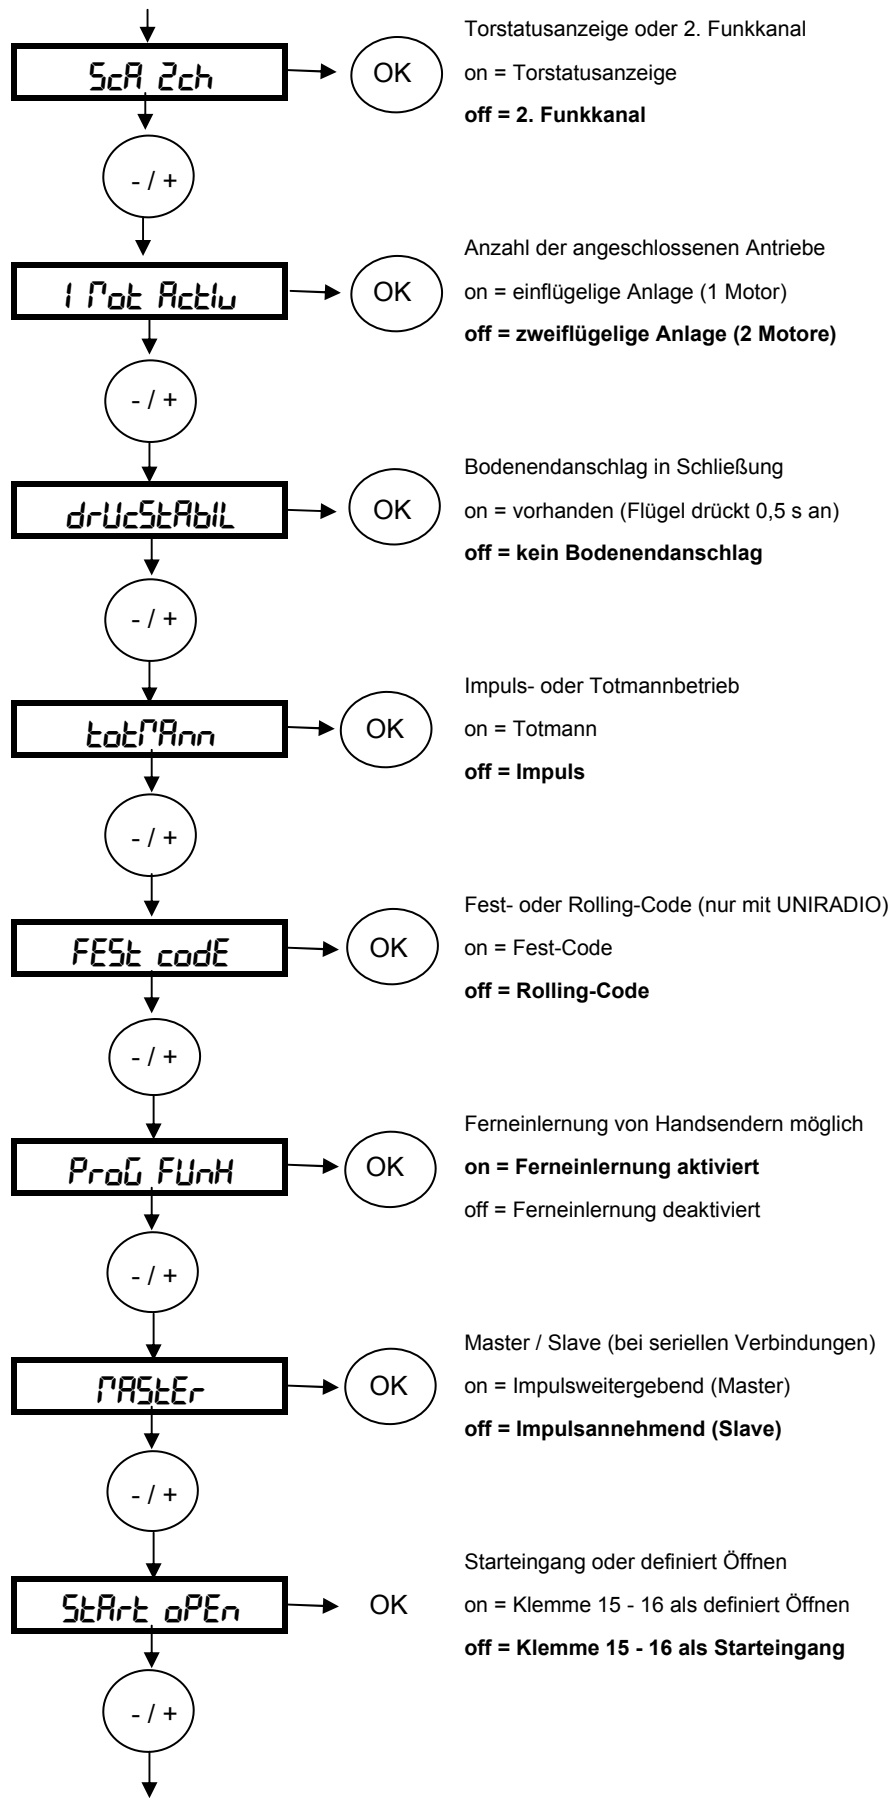 Torstatusanzeige oder 2. Funkkanal
ScA 2ch
OK
on = Torstatusanzeige
off = 2. Funkkanal
- / +
Anzahl der angeschlossenen Antriebe
1 Mot ActIv
OK
on = einflügelige Anlage (1 Motor)
off = zweiflügelige Anlage (2 Motore)
- / +
Bodenendanschlag in Schließung
drUcStAbIL
OK
on = vorhanden (Flügel drückt 0,5 s an)
off = kein Bodenendanschlag
- / +
Impuls- oder Totmannbetrieb
totMAnn
OK
on = Totmann
off = Impuls
- / +
Fest- oder Rolling-Code (nur mit UNIRADIO)
FESt codE
OK
on = Fest-Code
off = Rolling-Code
- / +
Ferneinlernung von Handsendern möglich
ProG FUnH
OK
on = Ferneinlernung aktiviert
off = Ferneinlernung deaktiviert
- / +
Master / Slave (bei seriellen Verbindungen)
MAStEr
OK
on = Impulsweitergebend (Master)
off = Impulsannehmend (Slave)
- / +
Starteingang oder definiert Öffnen
StArt oPEn
OK
on = Klemme 15 - 16 als definiert Öffnen
off = Klemme 15 - 16 als Starteingang
- / +